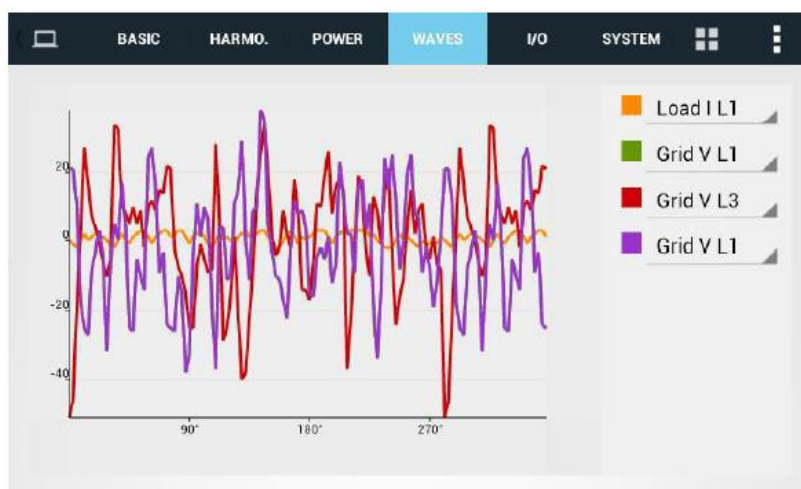 BASIC HARMO. POWER WAVES I/O SYSTEM
Load I L1
Grid V L1
Grid V L3
Grid V L1
20
0
-20
-40
90° 180° 270°